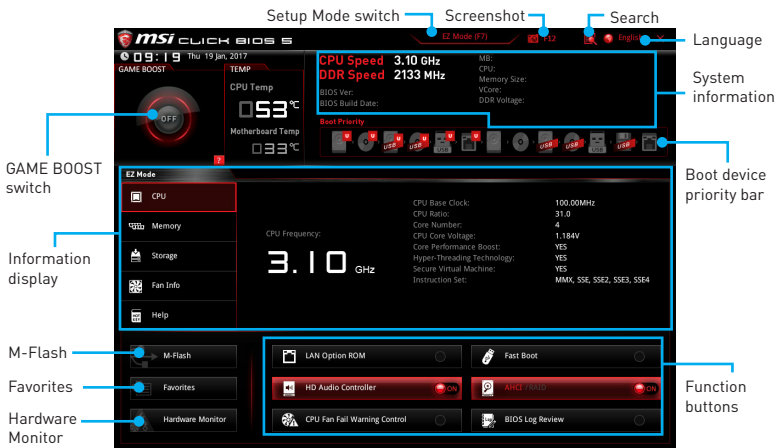 Setup Mode switch
Screenshot
Search
msi CLICK BIOS 5
EZ Mode (F7)
F12
English
Language
09:19 Thu 19 Jan, 2017
GAME BOOST
TEMP
CPU Speed 3.10 GHz
DDR Speed 2133 MHz
BIOS Ver:
BIOS Build Date:
MB:
CPU:
Memory Size:
VCore:
DDR Voltage:
System
information
CPU Temp
53°C
OFF
Motherboard Temp
33°C
?
Boot Priority
U U U U U U U
USB USB USB USB USB USB USB
GAME BOOST
switch
Boot device
priority bar
EZ Mode
CPU
Memory
Storage
Fan Info
Help
Information
display
CPU Frequency:
3.10 GHz
CPU Base Clock: 100.00MHz
CPU Ratio: 31.0
Core Number: 4
CPU Core Voltage: 1.184V
Core Performance Boost: YES
Hyper-Threading Technology: YES
Secure Virtual Machine: YES
Instruction Set: MMX, SSE, SSE2, SSE3, SSE4
M-Flash
M-Flash
LAN Option ROM
Fast Boot
Favorites
Favorites
HD Audio Controller
ON
AHCI /RAID
ON
Function
buttons
Hardware
Monitor
Hardware Monitor
CPU Fan Fail Warning Control
BIOS Log Review